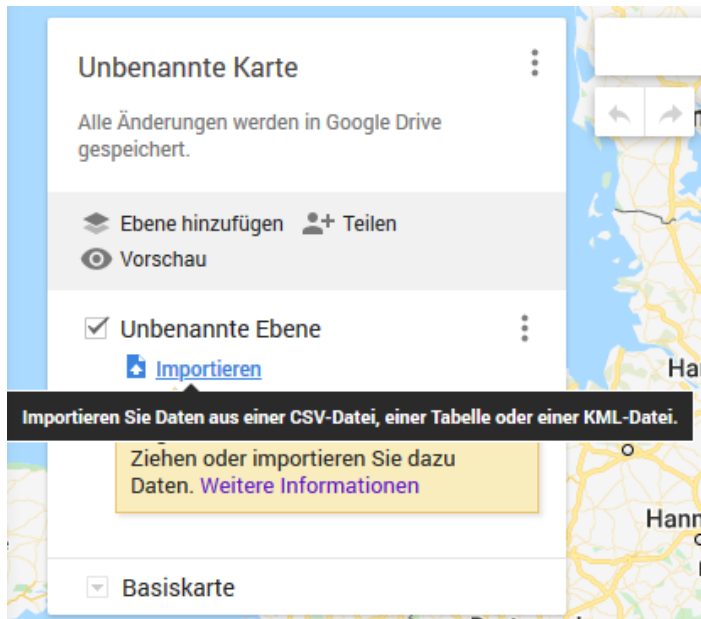 Unbenannte Karte
Alle Änderungen werden in Google Drive
gespeichert.
Ebene hinzufügen Teilen
Vorschau
Unbenannte Ebene
Importieren
Importieren Sie Daten aus einer CSV-Datei, einer Tabelle oder einer KML-Datei.
Ziehen oder importieren Sie dazu
Daten. Weitere Informationen
Basiskarte
Ha
Hann